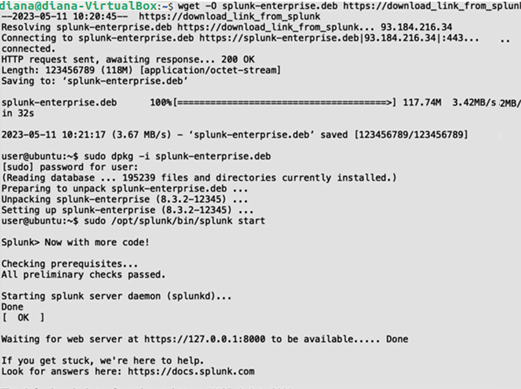 diana@diana-VirtualBox:~$ wget -O splunk-enterprise.deb https://download_link_from_splunk
--2023-05-11 10:20:45-- https://download_link_from_splunk
Resolving splunk-enterprise.deb https://download_link_from_splunk... 93.184.216.34
Connecting to splunk-enterprise.deb https://splunk-enterprise.deb|93.184.216.34|:443... ..
connected.
HTTP request sent, awaiting response... 200 OK
Length: 123456789 (118M) [application/octet-stream]
Saving to: ‘splunk-enterprise.deb’
splunk-enterprise.deb 100%[=====================================>] 117.74M 3.42MB/s 2MB/
in 32s
2023-05-11 10:21:17 (3.67 MB/s) – ‘splunk-enterprise.deb’ saved [123456789/123456789]
user@ubuntu:~$ sudo dpkg -i splunk-enterprise.deb
[sudo] password for user:
(Reading database ... 195239 files and directories currently installed.)
Preparing to unpack splunk-enterprise.deb ...
Unpacking splunk-enterprise (8.3.2-12345) ...
Setting up splunk-enterprise (8.3.2-12345) ...
user@ubuntu:~$ sudo /opt/splunk/bin/splunk start
Splunk> Now with more code!
Checking prerequisites...
All preliminary checks passed.
Starting splunk server daemon (splunkd)...
Done
[ OK ]
Waiting for web server at https://127.0.0.1:8000 to be available..... Done
If you get stuck, we're here to help.
Look for answers here: https://docs.splunk.com